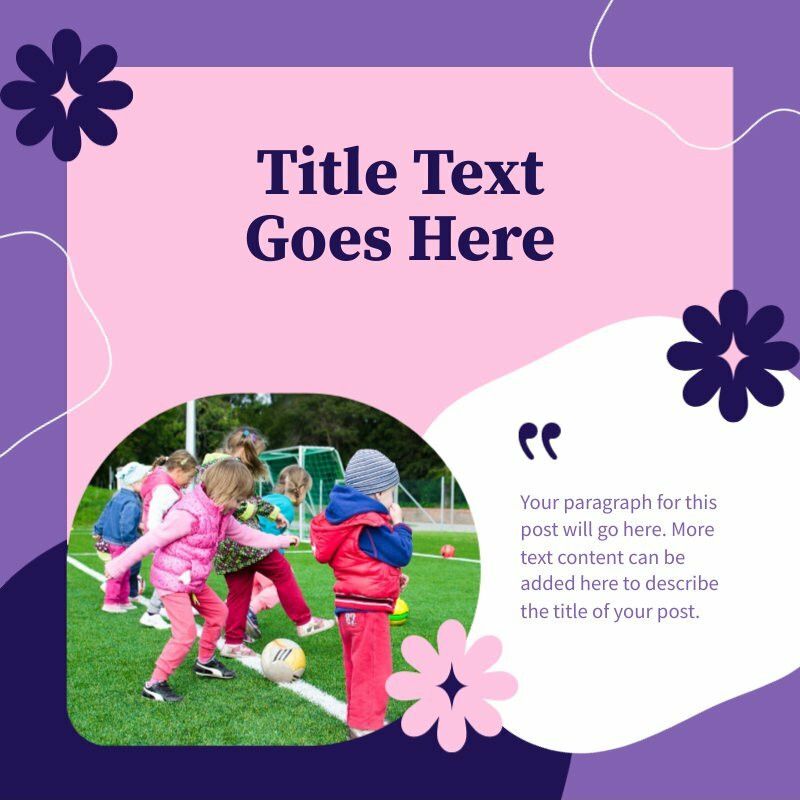 Title Text
Goes Here
Your paragraph for this
post will go here. More
text content can be
added here to describe
the title of your post.